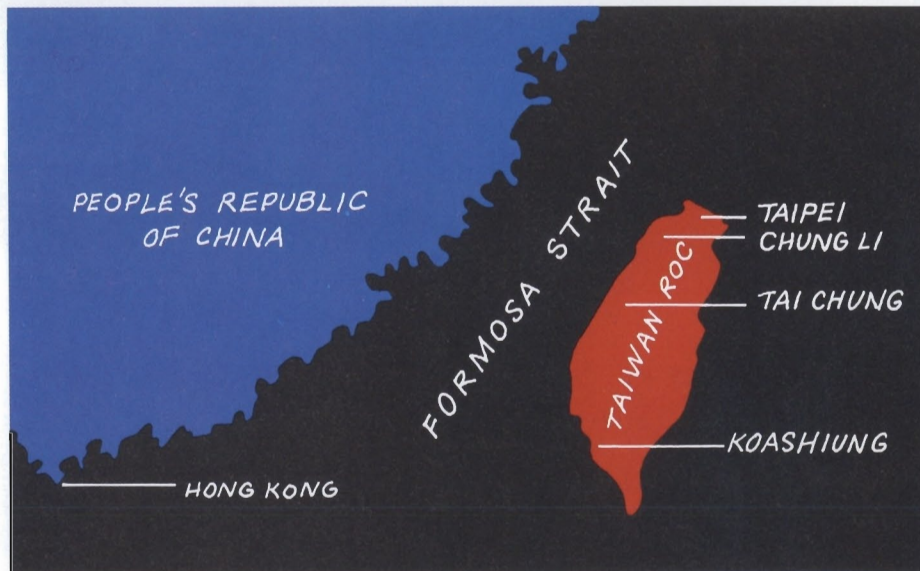 PEOPLE'S REPUBLIC
OF CHINA
FORMOSA STRAIT
TAIWAN ROC
TAIPEI
CHUNG LI
TAI CHUNG
KOASHIUNG
HONG KONG